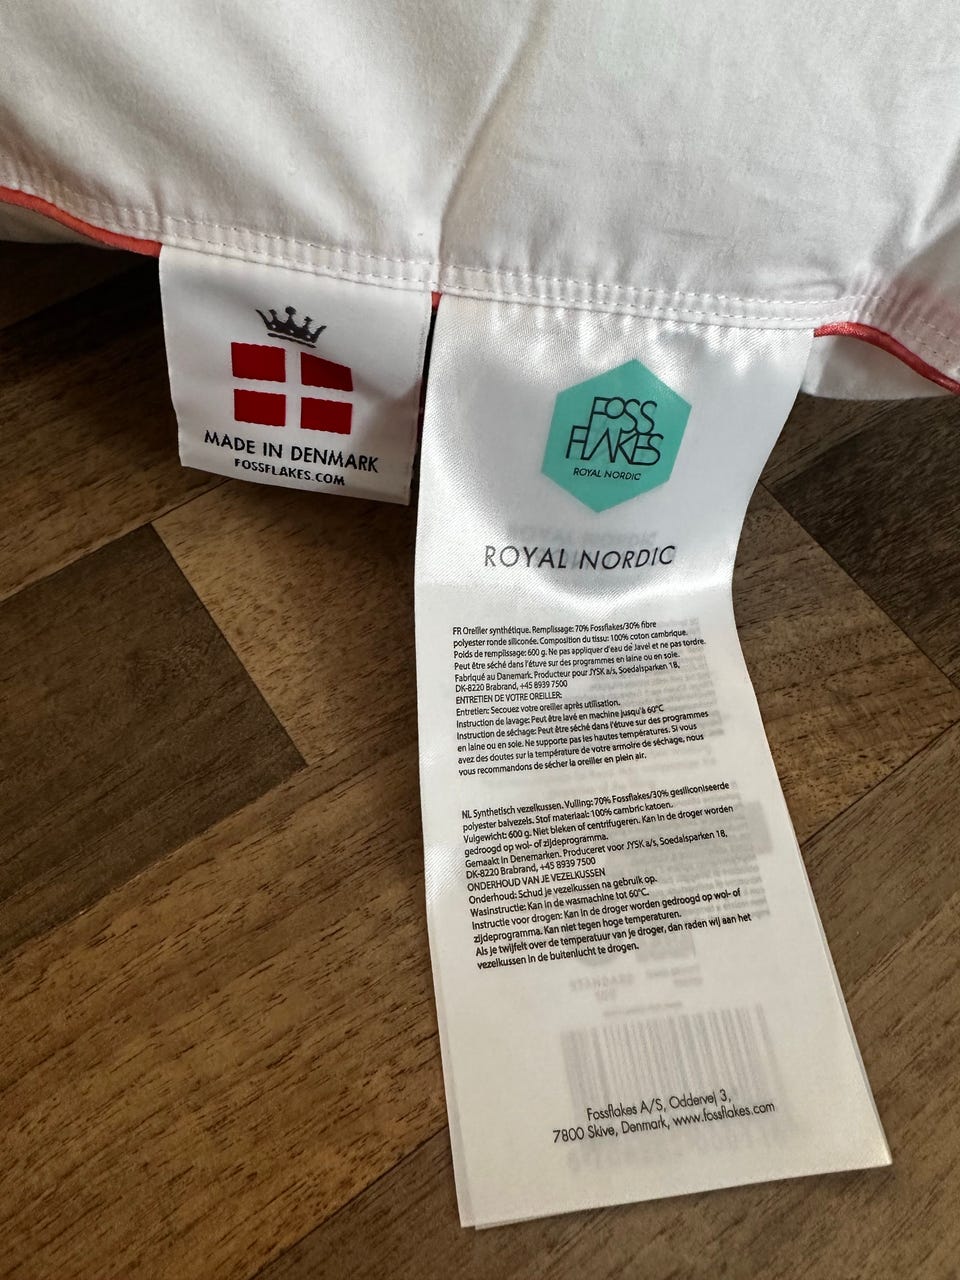 MADE IN DENMARK
FOSSFLAKES.COM
FOSS
FLAKES
ROYAL NORDIC
ROYAL NORDIC
FR Oreiller synthétique. Remplissage: 70% Fossflakes/30% fibre
polyester ronde siliconée. Composition du tissu: 100% coton cambrique.
Poids de remplissage: 600 g. Ne pas appliquer d'eau de Javel et ne pas tordre.
Peut être séché dans l'étuve sur des programmes en laine ou en soie.
Fabriqué au Danemark. Producteur pour JYSK a/s, Soedalsparken 18,
DK-8220 Brabrand, +45 8939 7500
ENTRETIEN DE VOTRE OREILLER:
Entretien: Secouez votre oreiller après utilisation.
Instruction de lavage: Peut être lavé en machine jusqu'à 60°C
Instruction de séchage: Peut être séché dans l'étuve sur des programmes
en laine ou en soie. Ne supporte pas les hautes températures. Si vous
avez des doutes sur la température de votre armoire de séchage, nous
vous recommandons de sécher la oreiller en plein air.
NL Synthetisch vezelkussen. Vulling: 70% Fossflakes/30% gesiliconiseerde
polyester balvezels. Stof materiaal: 100% cambric katoen.
Vulgewicht: 600 g. Niet bleken of centrifugeren. Kan in de droger worden
gedroogd op wol- of zijdeprogramma.
Gemaakt in Denemarken. Produceret voor JYSK a/s, Soedalsparken 18,
DK-8220 Brabrand, +45 8939 7500
ONDERHOUD VAN JE VEZELKUSSEN
Onderhoud: Schud je vezelkussen na gebruik op.
Wasinstructie: Kan in de wasmachine tot 60°C.
Instructie voor drogen: Kan in de droger worden gedroogd op wol- of
zijdeprogramma. Kan niet tegen hoge temperaturen.
Als je twijfelt over de temperatuur van je droger, dan raden wij aan het
vezelkussen in de buitenlucht te drogen.
Fossflakes A/S, Oddervej 3,
7800 Skive, Denmark, www.fossflakes.com